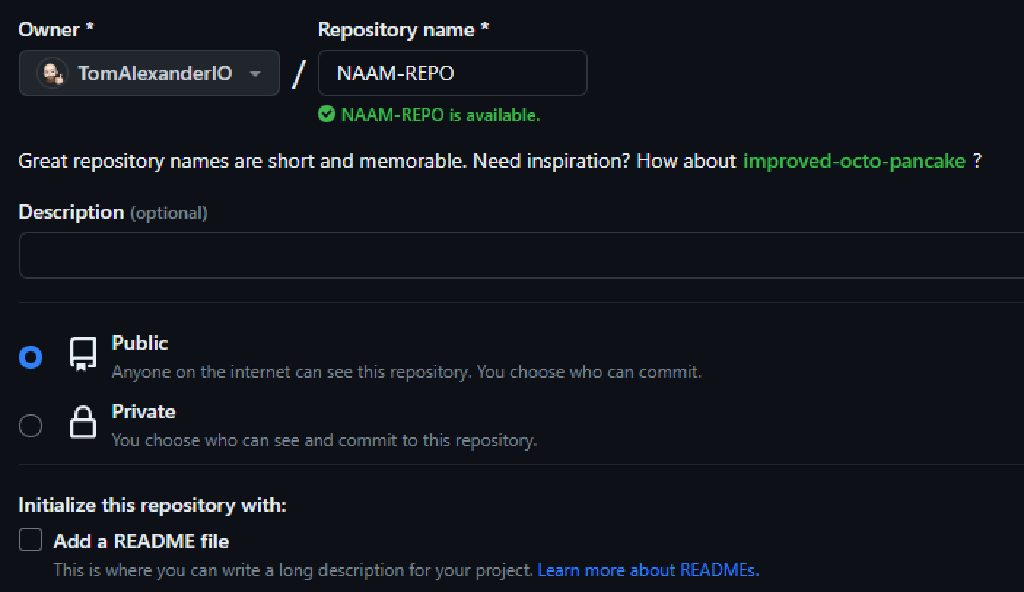 Owner * Repository name *
TomAlexanderIO / NAAM-REPO
NAAM-REPO is available.
Great repository names are short and memorable. Need inspiration? How about improved-octo-pancake ?
Description (optional)
Public
Anyone on the internet can see this repository. You choose who can commit.
Private
You choose who can see and commit to this repository.
Initialize this repository with:
Add a README file
This is where you can write a long description for your project. Learn more about READMEs.